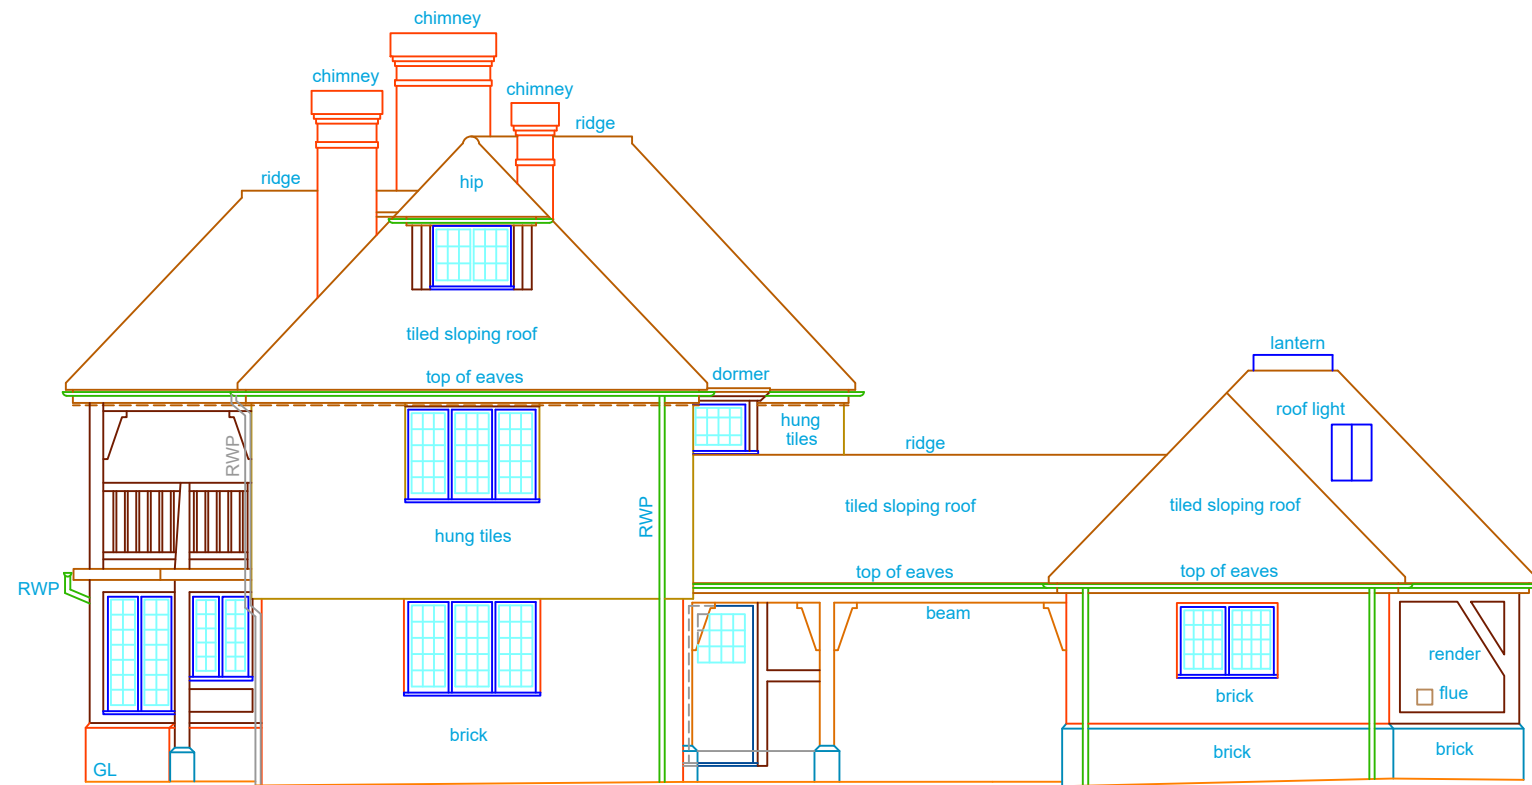 chimney
chimney
chimney
ridge
ridge
hip
tiled sloping roof
lantern
dormer
top of eaves
roof light
hung
tiles
ridge
RWP
tiled sloping roof
tiled sloping roof
RWP
hung tiles
top of eaves
top of eaves
RWP
beam
render
flue
brick
brick
brick
brick
GL